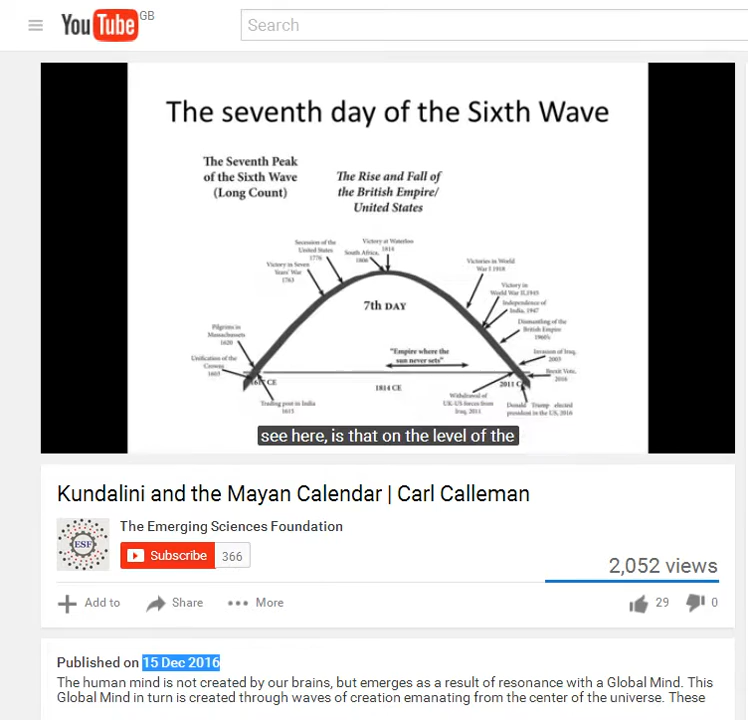 YouTube GB
Search
The seventh day of the Sixth Wave
The Seventh Peak
of the Sixth Wave
(Long Count)
The Rise and Fall of
the British Empire/
United States
Secession of the
United States
1776
Victory at Waterloo
1814
South Africa,
1806
Victory in Seven
Years' War
1763
Victories in World
War I 1918
Victory in
World War II,1945
Independence of
India, 1947
7th DAY
Pilgrims in
Massachusetts
1620
Dismantling of the
British Empire
1960's
Unification of the
Crowns
1603
"Empire where the
sun never sets"
Invasion of Iraq,
2003
Brexit Vote,
2016
1617 CE
1814 CE
2011 CE
Trading post in India
1613
Withdrawal of
UK-US forces from
Iraq, 2011
Donald Trump elected
president in the US, 2016
see here, is that on the level of the
Kundalini and the Mayan Calendar | Carl Calleman
ESF
The Emerging Sciences Foundation
Subscribe 366
2,052 views
Add to Share More 29 0
Published on 15 Dec 2016
The human mind is not created by our brains, but emerges as a result of resonance with a Global Mind. This
Global Mind in turn is created through waves of creation emanating from the center of the universe. These